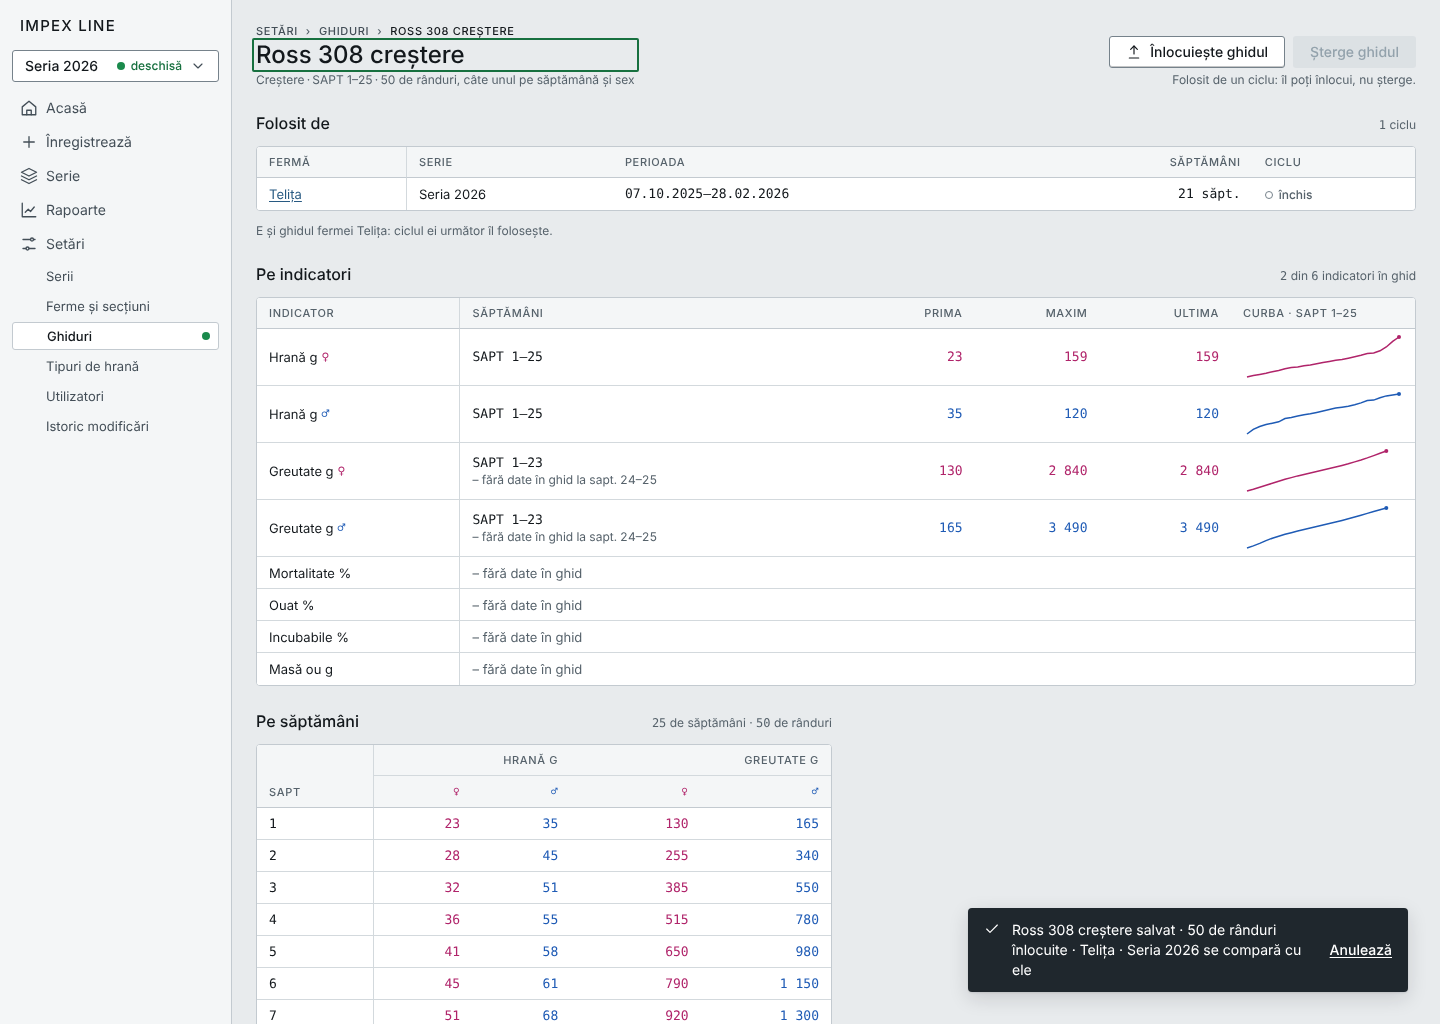 IMPEX LINE
Seria 2026 deschisă
Acasă
Înregistrează
Serie
Rapoarte
Setări
Serii
Ferme și secțiuni
Ghiduri
Tipuri de hrană
Utilizatori
Istoric modificări
SETĂRI › GHIDURI › ROSS 308 CREȘTERE
Ross 308 creștere
Creștere · SAPT 1–25 · 50 de rânduri, câte unul pe săptămână și sex
Înlocuiește ghidul
Șterge ghidul
Folosit de un ciclu: îl poți înlocui, nu șterge.
Folosit de
1 ciclu
FERMĂ SERIE PERIOADA SĂPTĂMÂNI CICLU
Telița Seria 2026 07.10.2025–28.02.2026 21 săpt. închis
E și ghidul fermei Telița: ciclul ei următor îl folosește.
Pe indicatori
2 din 6 indicatori în ghid
INDICATOR SĂPTĂMÂNI PRIMA MAXIM ULTIMA CURBA · SAPT 1–25
Hrană g ♀ SAPT 1–25 23 159 159
Hrană g ♂ SAPT 1–25 35 120 120
Greutate g ♀ SAPT 1–23 130 2 840 2 840
– fără date în ghid la sapt. 24–25
Greutate g ♂ SAPT 1–23 165 3 490 3 490
– fără date în ghid la sapt. 24–25
Mortalitate % – fără date în ghid
Ouat % – fără date în ghid
Incubabile % – fără date în ghid
Masă ou g – fără date în ghid
Pe săptămâni
25 de săptămâni · 50 de rânduri
HRANĂ G GREUTATE G
SAPT ♀ ♂ ♀ ♂
1 23 35 130 165
2 28 45 255 340
3 32 51 385 550
4 36 55 515 780
5 41 58 650 980
6 45 61 790 1 150
7 51 68 920 1 300
Ross 308 creștere salvat · 50 de rânduri
înlocuite · Telița · Seria 2026 se compară cu
ele
Anulează